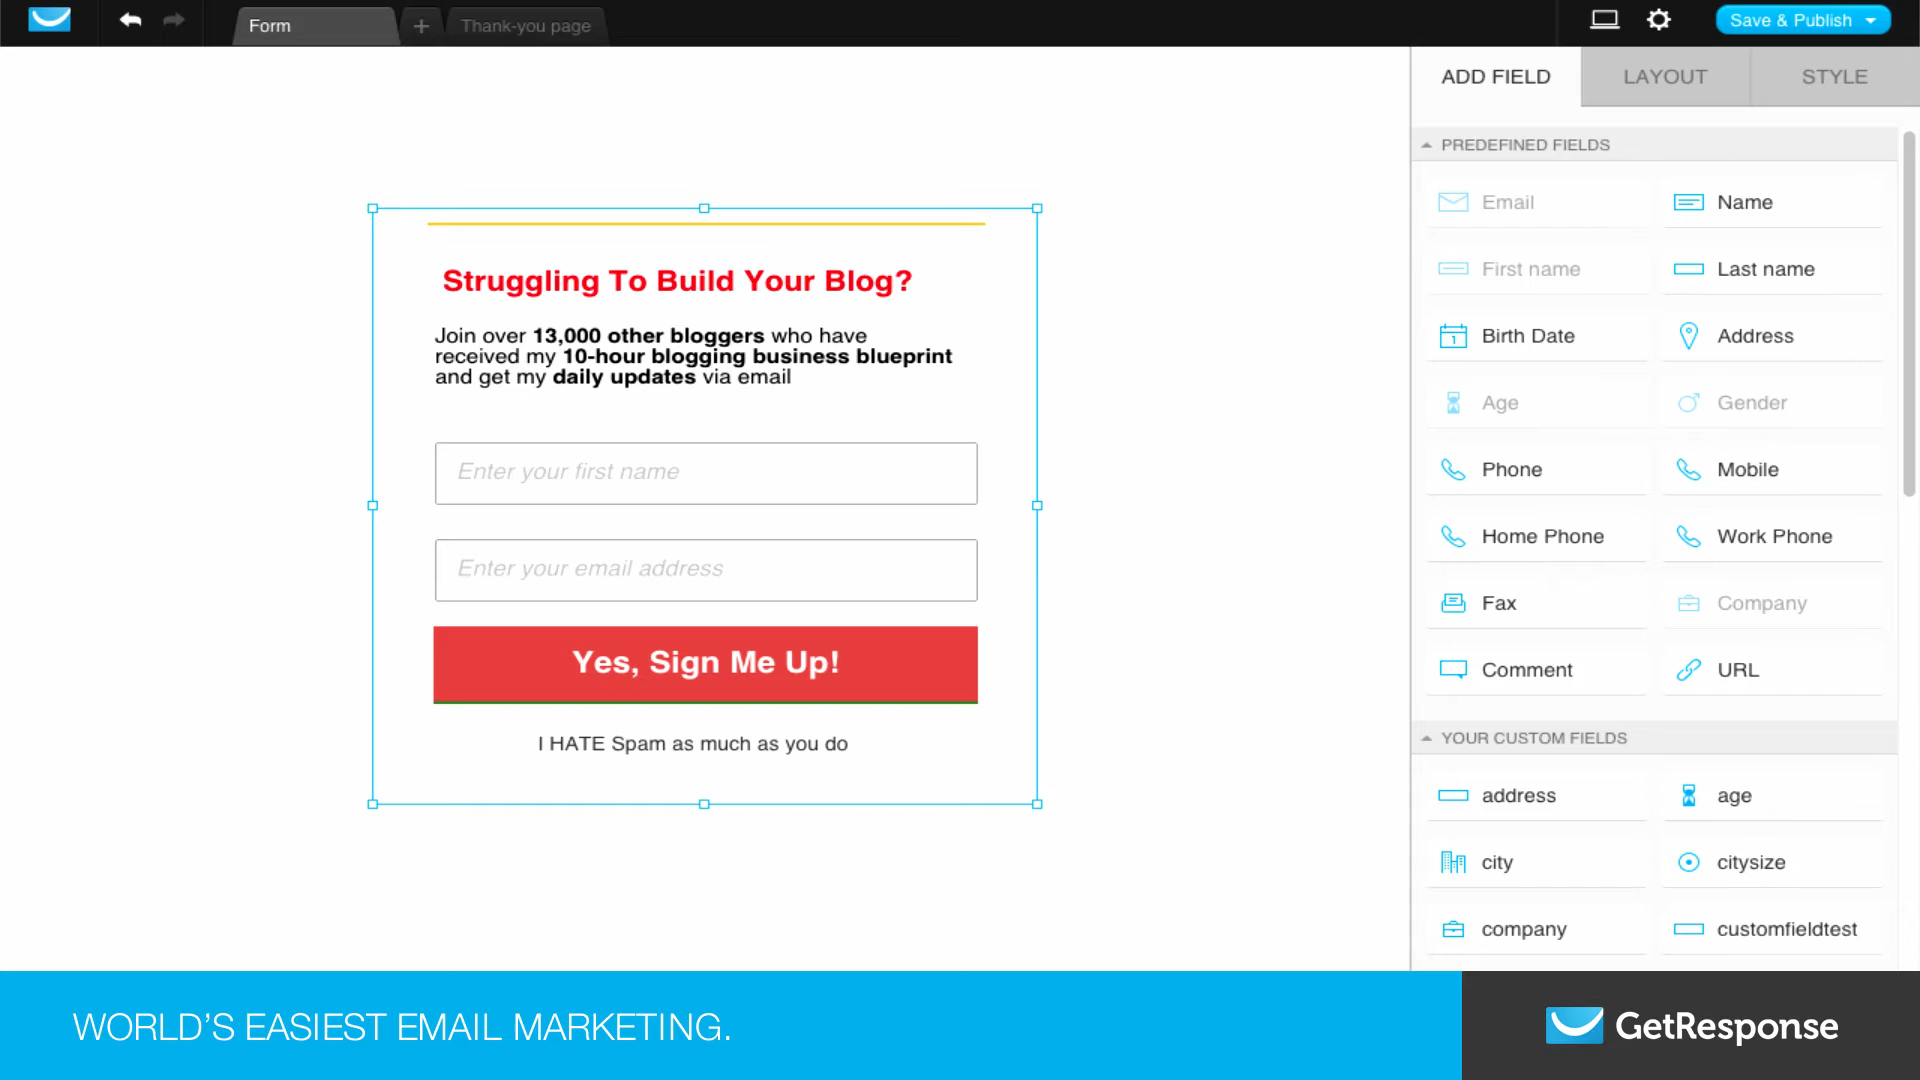 Form
+
Thank-you page
Save & Publish
ADD FIELD
LAYOUT
STYLE
PREDEFINED FIELDS
Email
Name
First name
Last name
1
Birth Date
Address
Age
Gender
Phone
Mobile
Home Phone
Work Phone
Fax
Company
Comment
URL
YOUR CUSTOM FIELDS
address
age
city
citysize
company
customfieldtest
Struggling To Build Your Blog?
Join over 13,000 other bloggers who have
received my 10-hour blogging business blueprint
and get my daily updates via email
Enter your first name
Enter your email address
Yes, Sign Me Up!
I HATE Spam as much as you do
WORLD'S EASIEST EMAIL MARKETING.
GetResponse